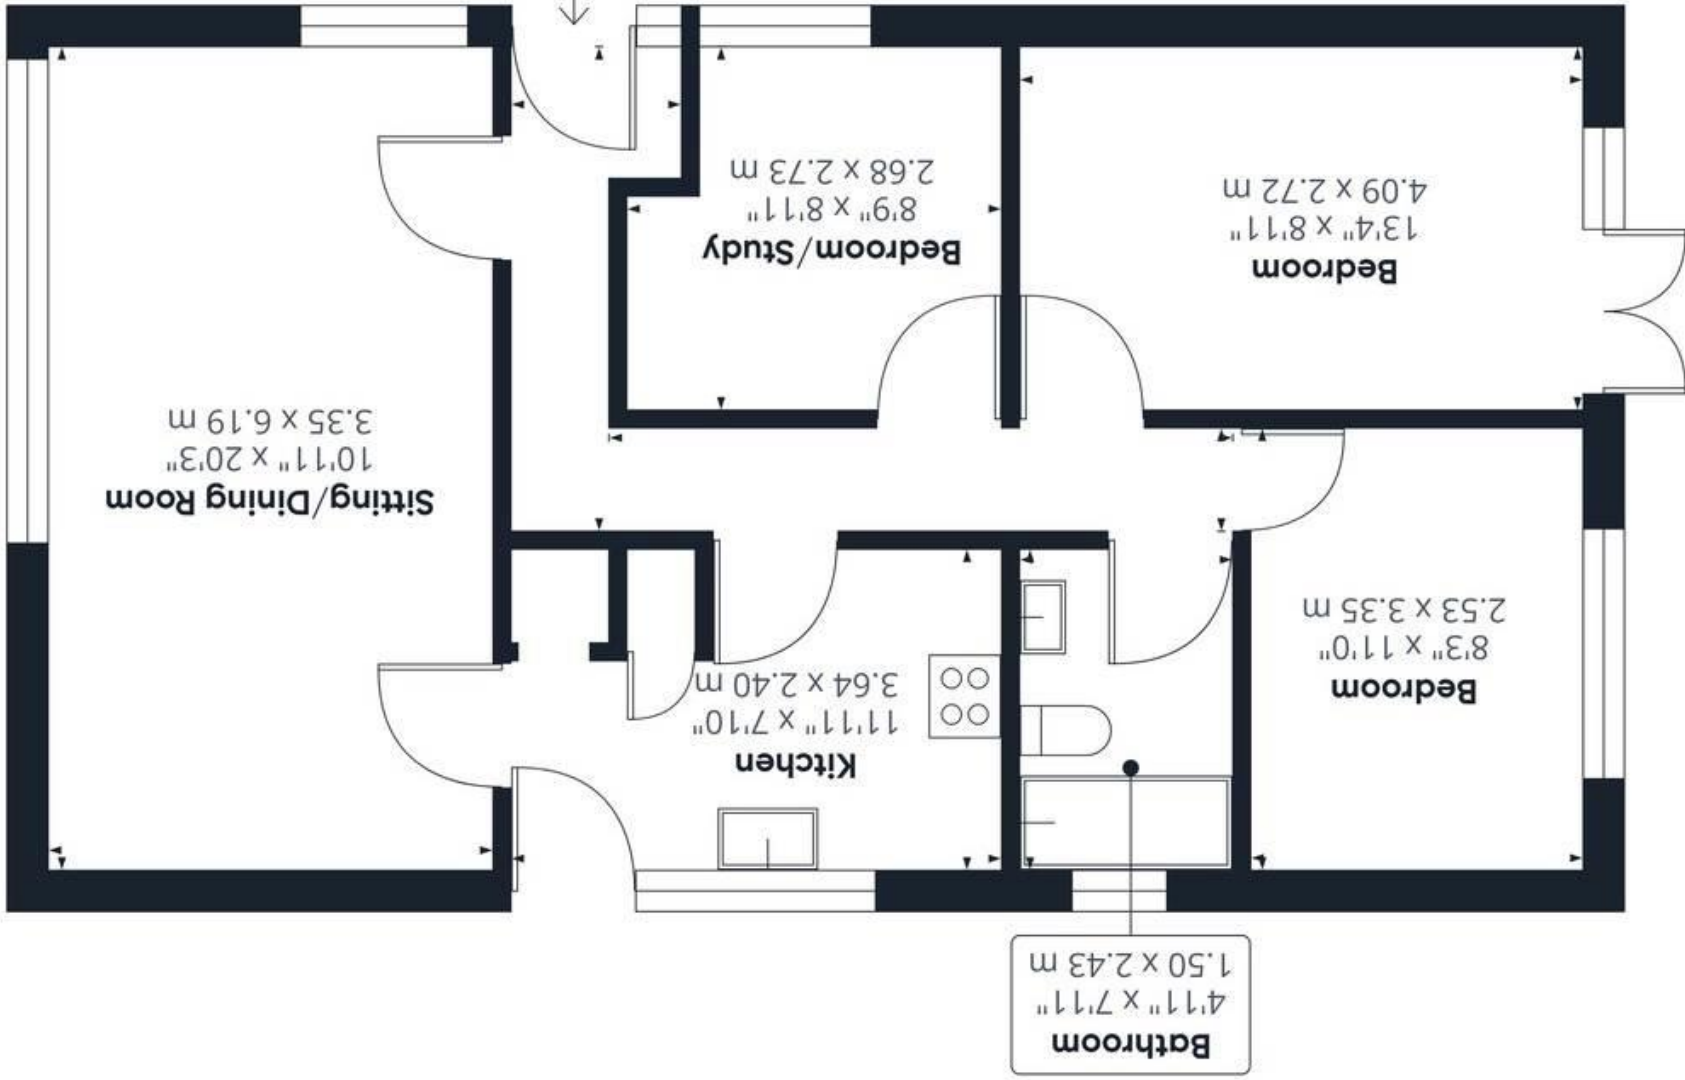 Bathroom
4'11" x 7'11"
1.50 x 2.43 m
Bedroom
8'3" x 11'0"
2.53 x 3.35 m
Kitchen
11'11" x 7'10"
3.64 x 2.40 m
Sitting/Dining Room
10'11" x 20'3"
3.35 x 6.19 m
Bedroom
13'4" x 8'11"
4.09 x 2.72 m
Bedroom/Study
8'9" x 8'11"
2.68 x 2.73 m